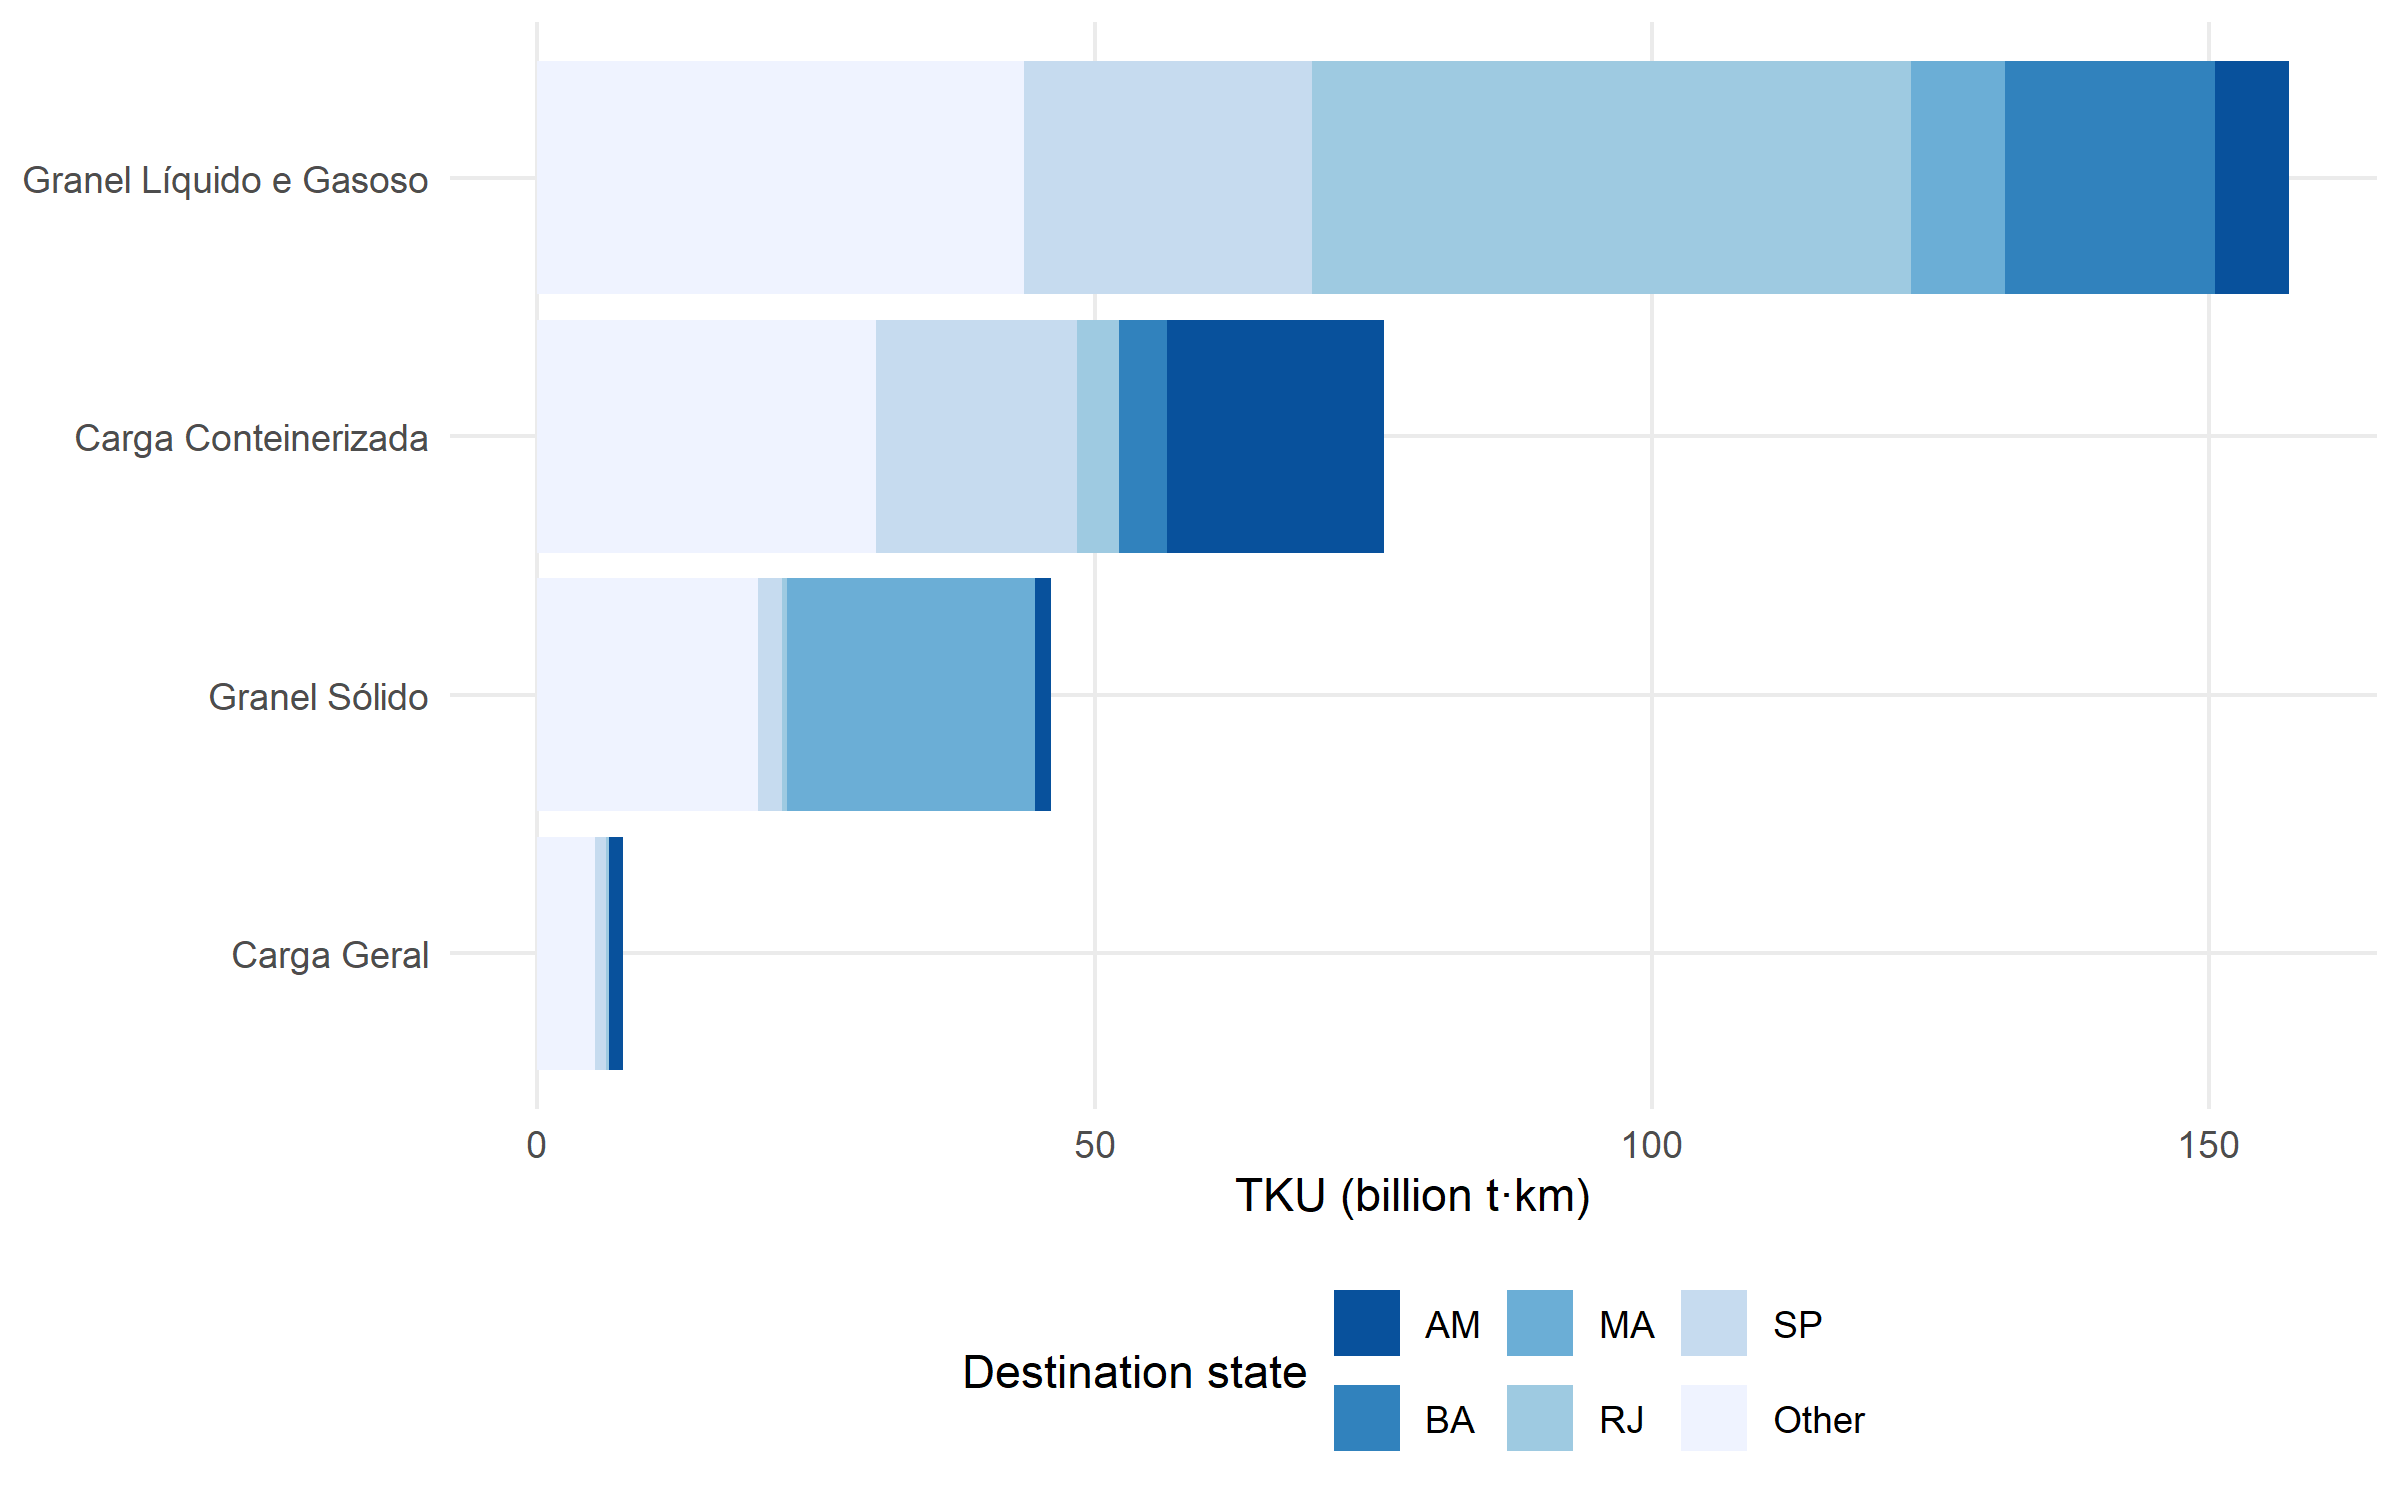 Granel Líquido e Gasoso
Carga Conteinerizada
Granel Sólido
Carga Geral
0 50 100 150
TKU (billion t·km)
Destination state
AM MA SP
BA RJ Other